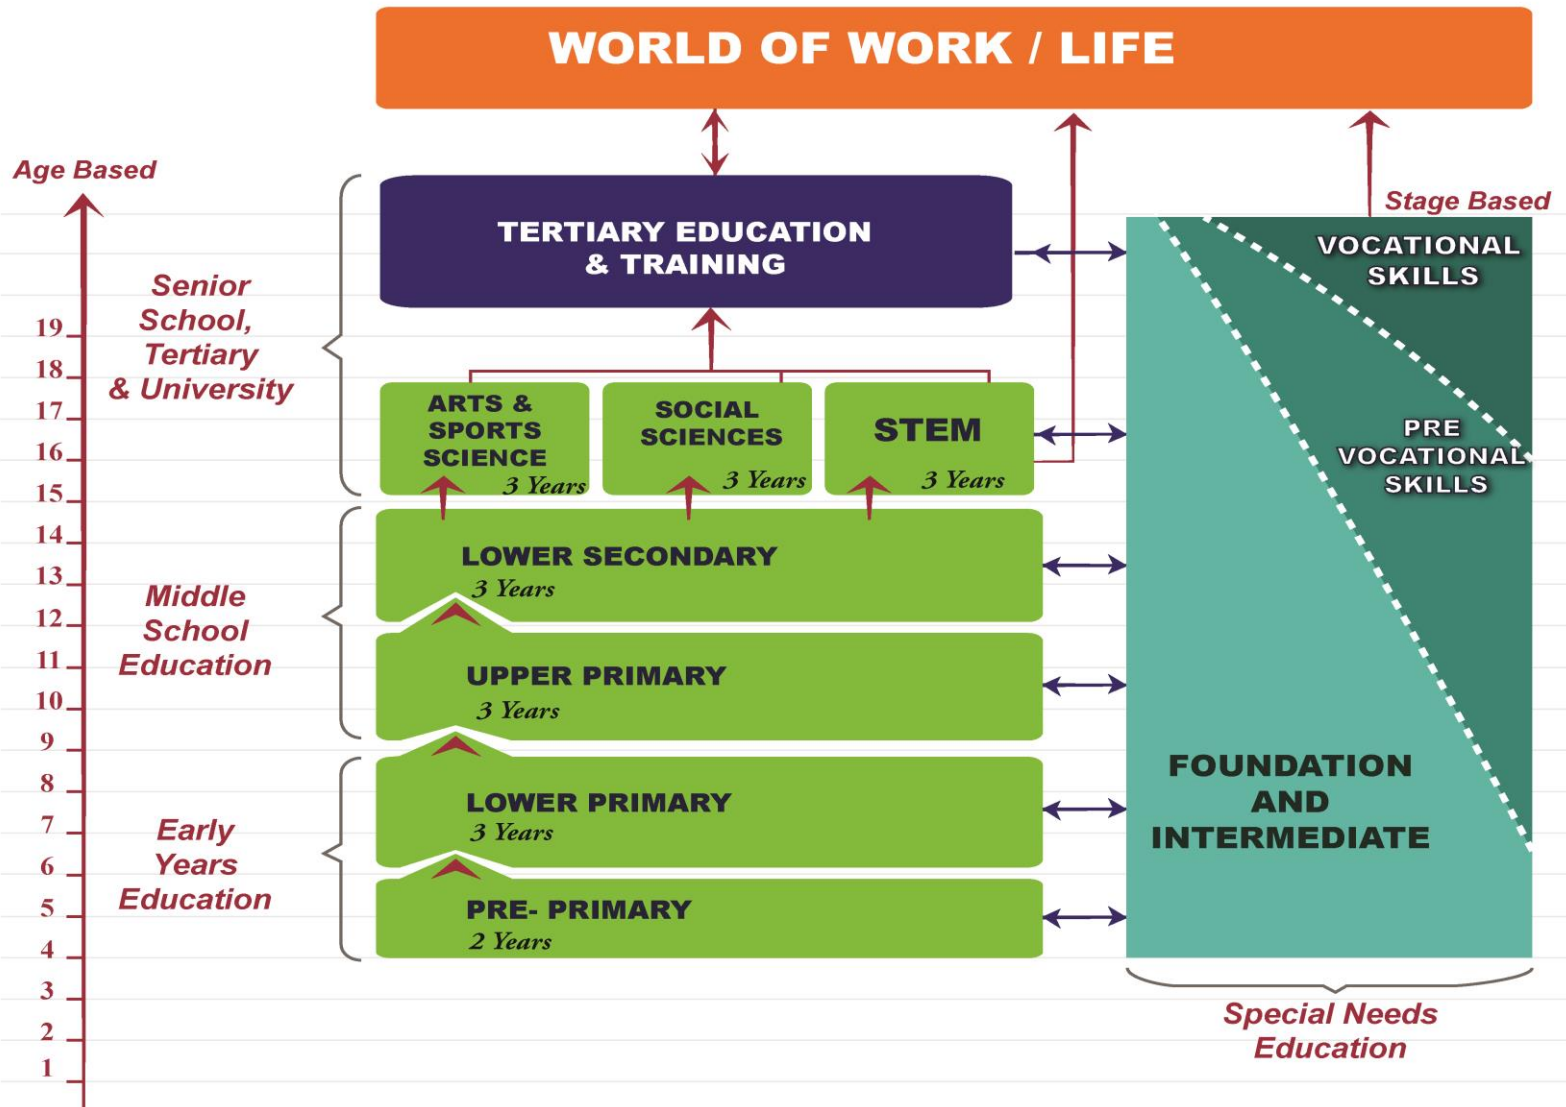 WORLD OF WORK / LIFE
Age Based
Stage Based
TERTIARY EDUCATION
& TRAINING
VOCATIONAL
SKILLS
Senior
School,
Tertiary
& University
19
18
17
16
15
14
13
12
11
10
9
8
7
6
5
4
3
2
1
ARTS &
SPORTS
SCIENCE
3 Years
SOCIAL
SCIENCES
3 Years
STEM
3 Years
PRE
VOCATIONAL
SKILLS
LOWER SECONDARY
3 Years
Middle
School
Education
UPPER PRIMARY
3 Years
FOUNDATION
AND
INTERMEDIATE
LOWER PRIMARY
3 Years
Early
Years
Education
PRE- PRIMARY
2 Years
Special Needs
Education